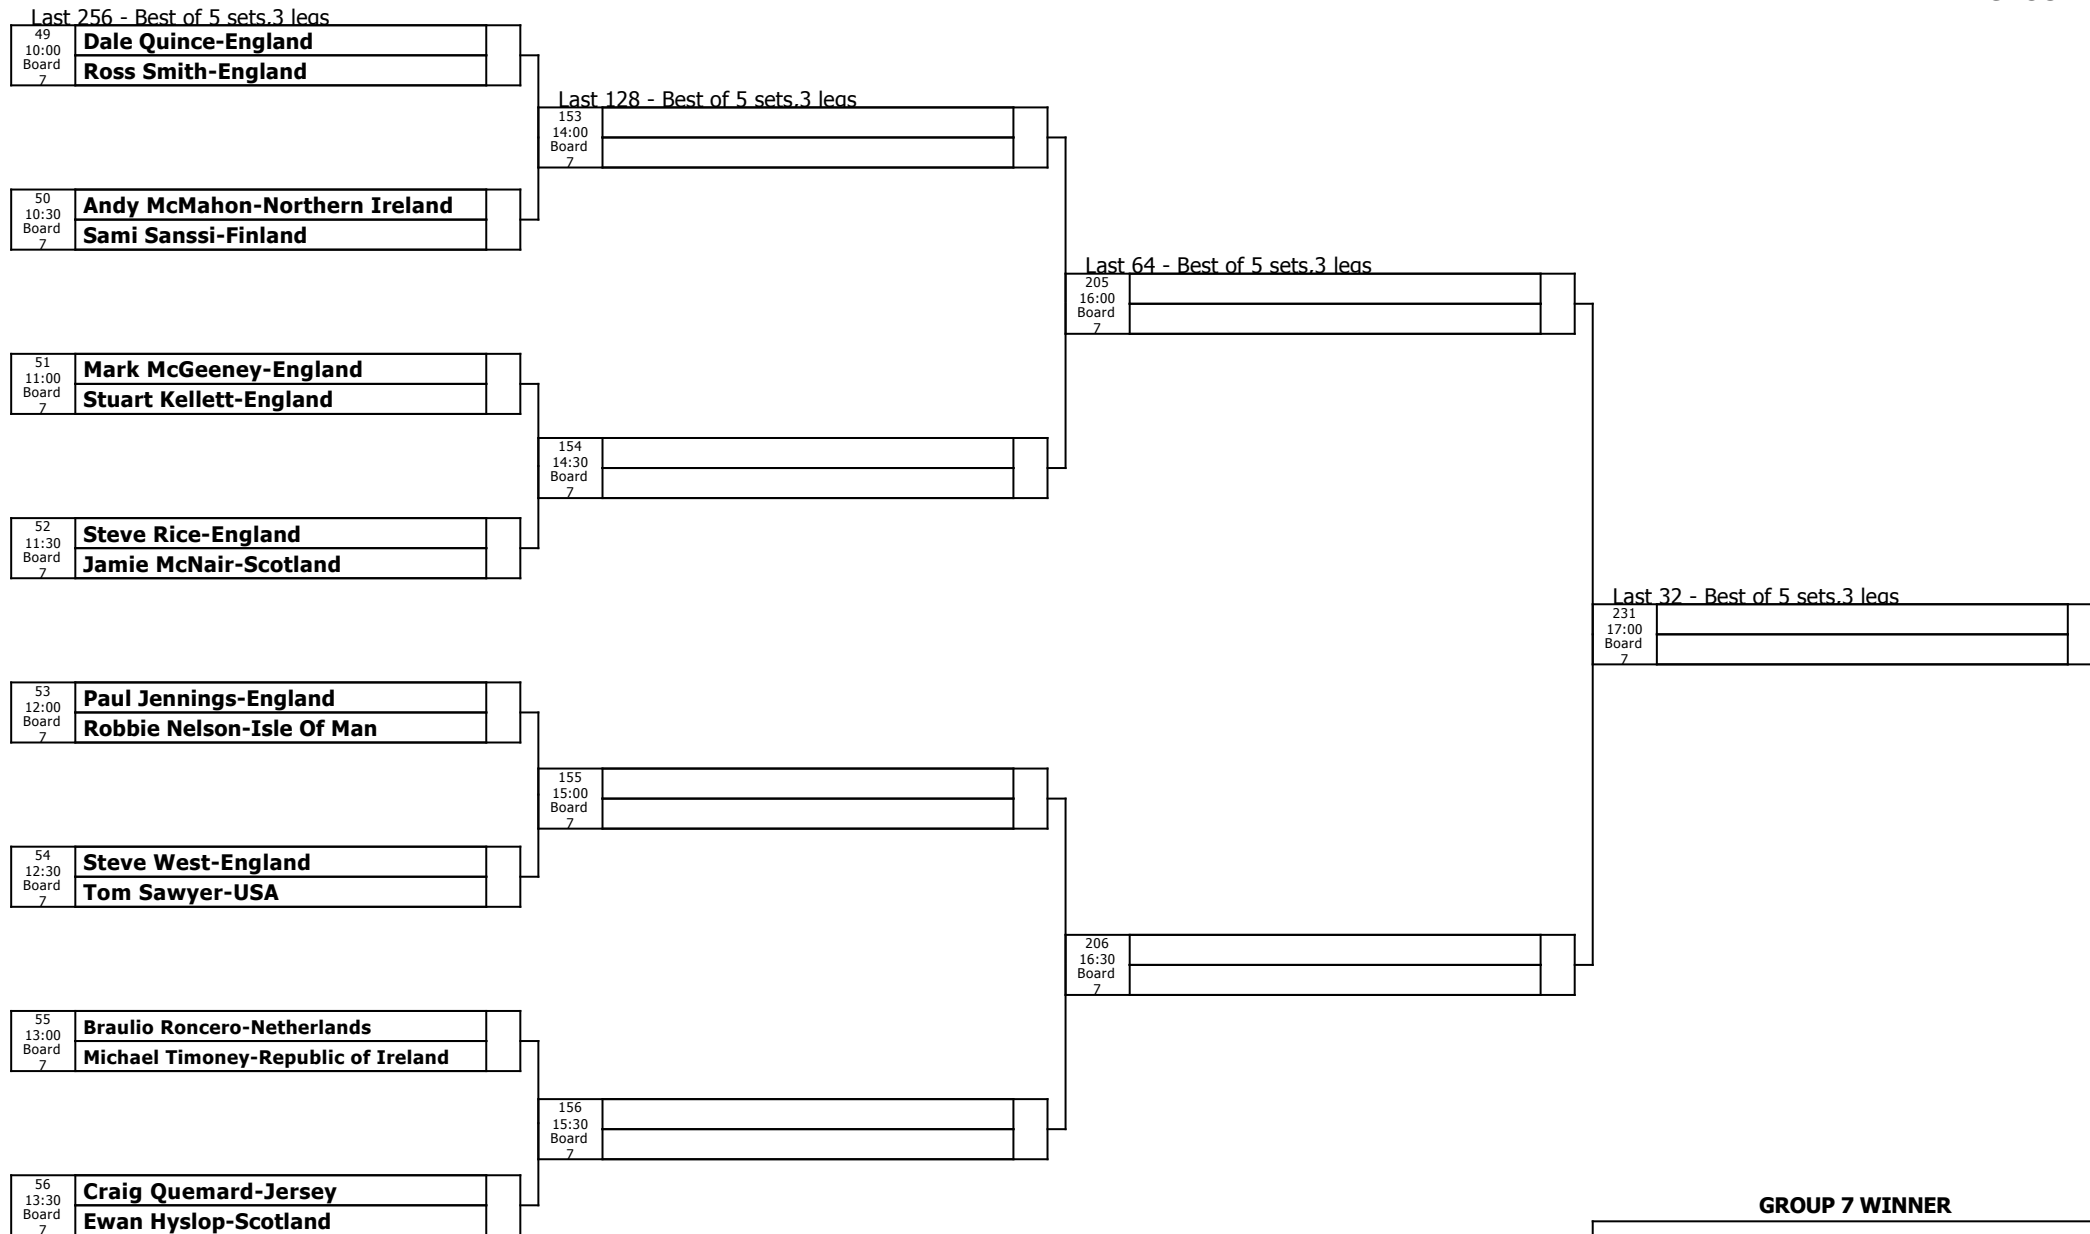 Last 256 - Best of 5 sets,3 legs
49
10:00
Board
7
Dale Quince-England
Ross Smith-England
Last 128 - Best of 5 sets,3 legs
153
14:00
Board
7
50
10:30
Board
7
Andy McMahon-Northern Ireland
Sami Sanssi-Finland
Last 64 - Best of 5 sets,3 legs
205
16:00
Board
7
51
11:00
Board
7
Mark McGeeney-England
Stuart Kellett-England
154
14:30
Board
7
52
11:30
Board
7
Steve Rice-England
Jamie McNair-Scotland
Last 32 - Best of 5 sets,3 legs
231
17:00
Board
7
53
12:00
Board
7
Paul Jennings-England
Robbie Nelson-Isle Of Man
155
15:00
Board
7
54
12:30
Board
7
Steve West-England
Tom Sawyer-USA
206
16:30
Board
7
55
13:00
Board
7
Braulio Roncero-Netherlands
Michael Timoney-Republic of Ireland
156
15:30
Board
7
56
13:30
Board
7
Craig Quemard-Jersey
Ewan Hyslop-Scotland
GROUP 7 WINNER